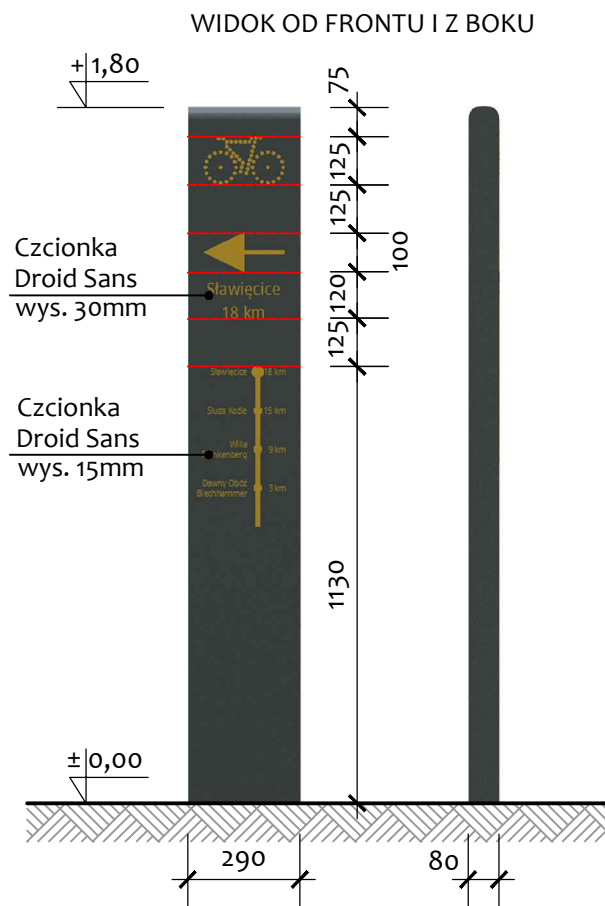 WIDOK OD FRONTU I Z BOKU
+1,80
75
125
125
100
120
125
1130
Czcionka
Droid Sans
wys. 30mm
Sławięcice
18 km
Sławięcice 18 km
Śluza Koźle 15 km
Willa
9 km
Dawny Obóz
Blechhammer
3 km
Czcionka
Droid Sans
wys. 15mm
±0,00
290
80